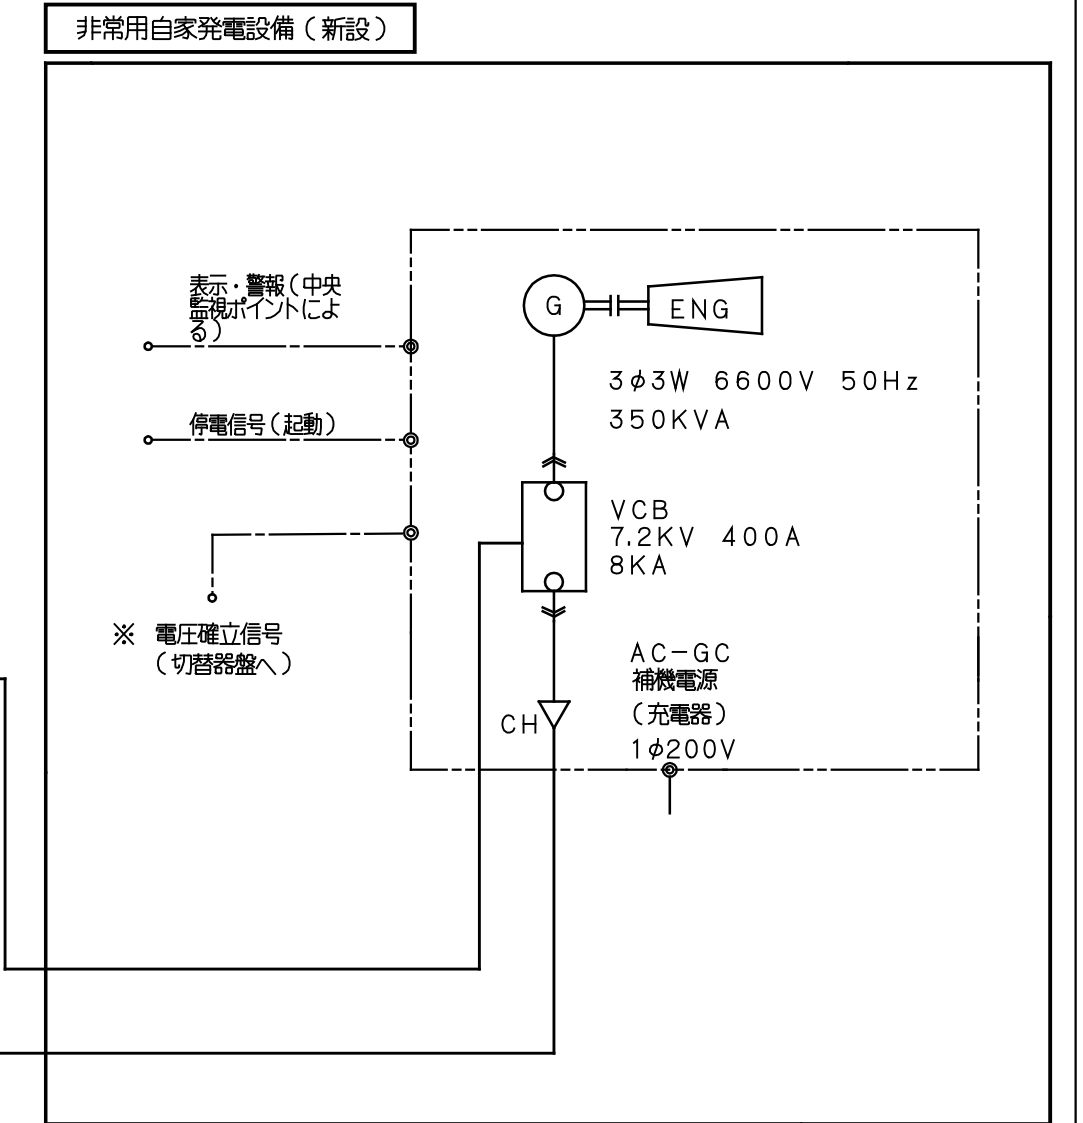 非常用自家発電設備(新設)
表示・警報(中央
監視ポイントによ
る)
停電信号(起動)
※ 電圧確立信号
(切替器盤へ)
G
ENG
3φ3W 6600V 50Hz
350KVA
VCB
7.2KV 400A
8KA
AC-GC
補機電源
(充電器)
1φ200V
CH